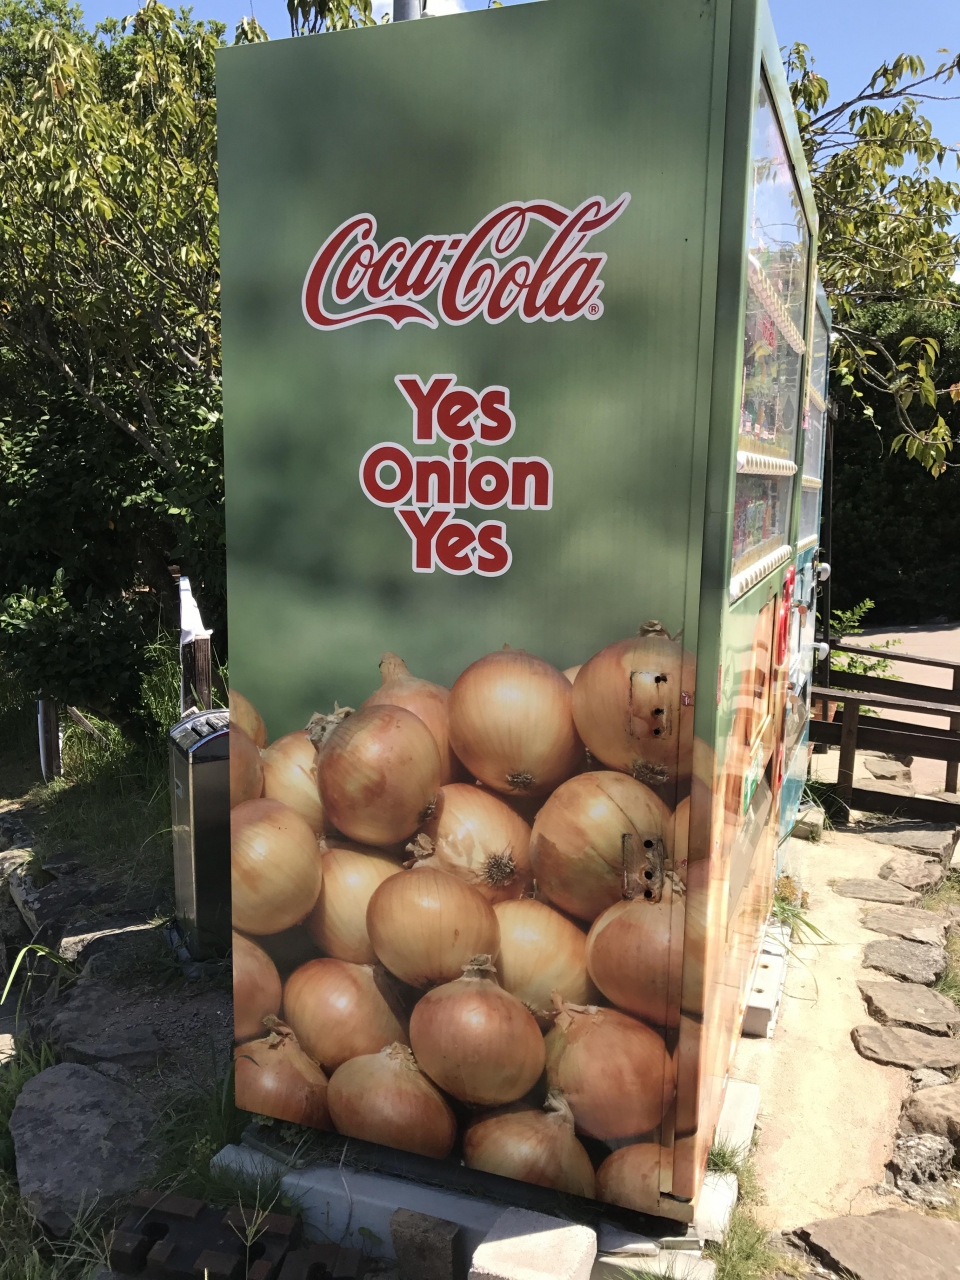 Coca-Cola®
Yes
Onion
Yes